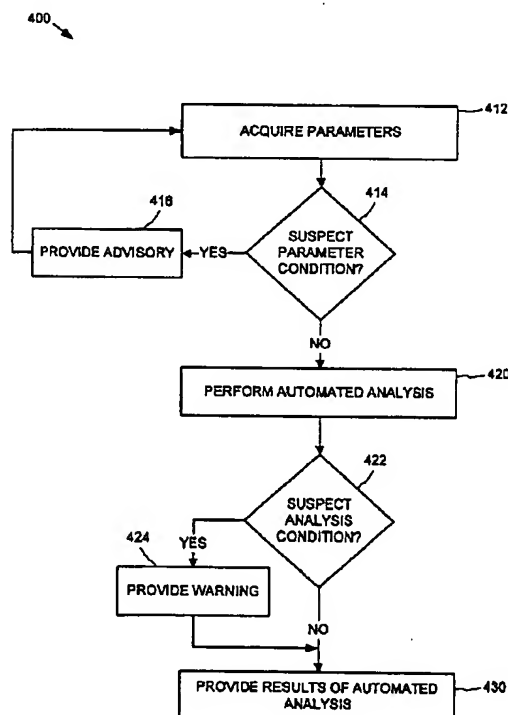 400
412
ACQUIRE PARAMETERS
416
414
PROVIDE ADVISORY
YES
SUSPECT
PARAMETER
CONDITION?
NO
420
PERFORM AUTOMATED ANALYSIS
422
SUSPECT
ANALYSIS
CONDITION?
424
YES
PROVIDE WARNING
NO
430
PROVIDE RESULTS OF AUTOMATED
ANALYSIS